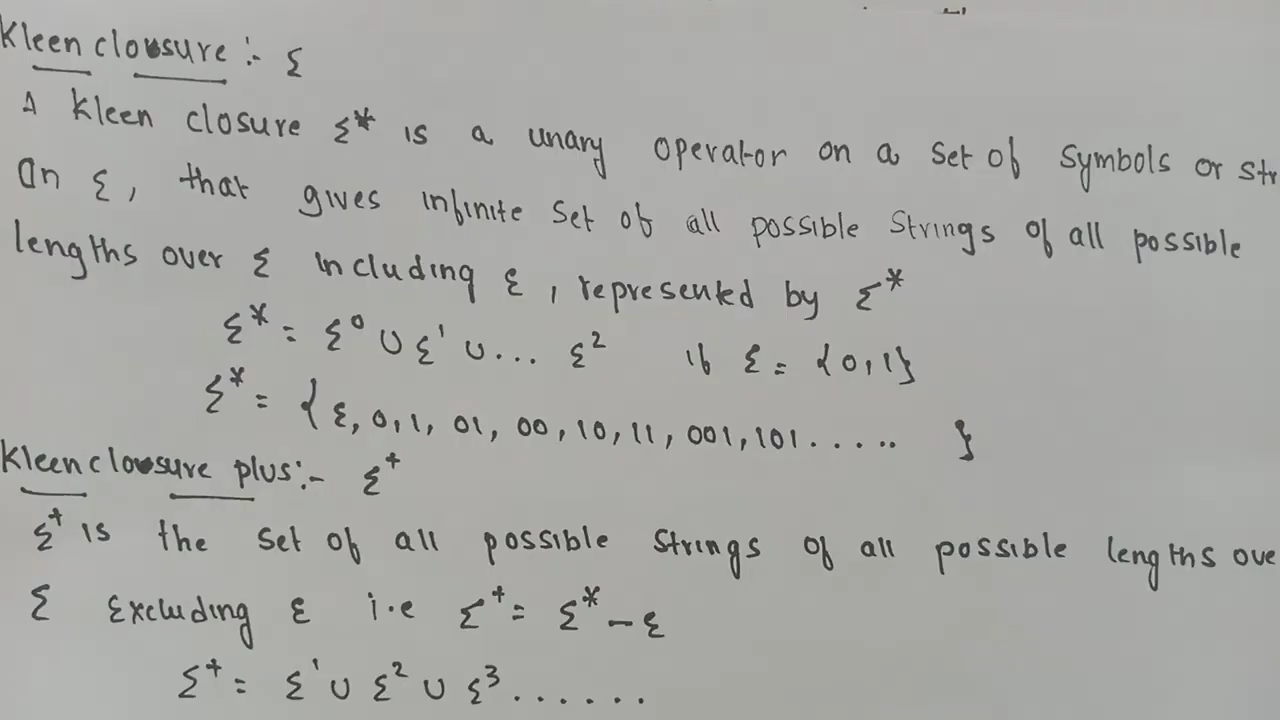 Kleen clousure :- Σ
A Kleen closure Σ* is a unary operator on a set of symbols or str
an Σ, that gives infinite set of all possible strings of all possible
lengths over Σ including ε, represented by Σ*
Σ* = Σ⁰ ∪ Σ¹ ∪ ... Σ² if Σ = {0,1}
Σ* = {ε, 0, 1, 01, 00, 10, 11, 001, 101 ..... }
Kleen clousure plus :- Σ⁺
Σ⁺ is the set of all possible strings of all possible lengths ove
Σ Excluding ε i.e Σ⁺ = Σ* - ε
Σ⁺ = Σ¹ ∪ Σ² ∪ Σ³ ......